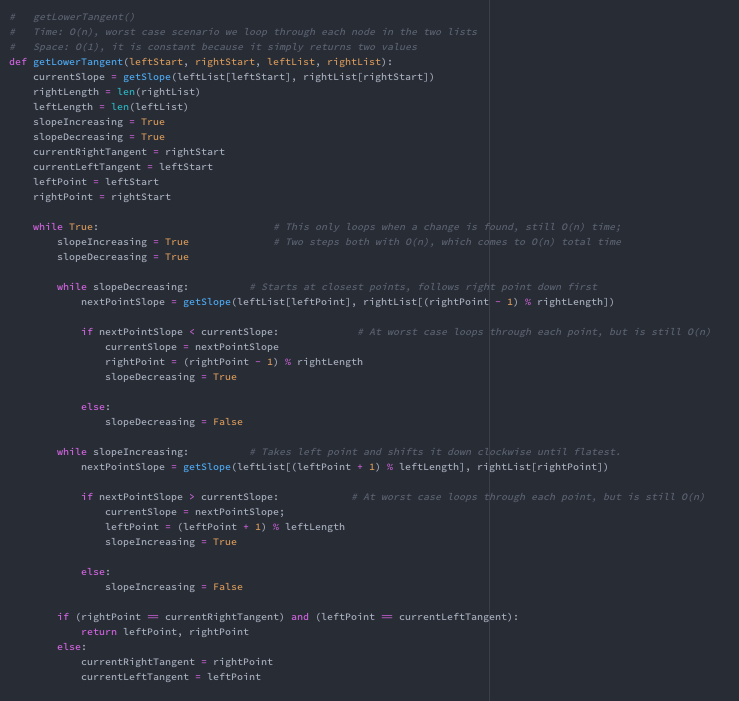 #   getLowerTangent()
#   Time: O(n), worst case scenario we loop through each node in the two lists
#   Space: O(1), it is constant because it simply returns two values
def getLowerTangent(leftStart, rightStart, leftList, rightList):
    currentSlope = getSlope(leftList[leftStart], rightList[rightStart])
    rightLength = len(rightList)
    leftLength = len(leftList)
    slopeIncreasing = True
    slopeDecreasing = True
    currentRightTangent = rightStart
    currentLeftTangent = leftStart
    leftPoint = leftStart
    rightPoint = rightStart

    while True:                             # This only loops when a change is found, still O(n) time;
        slopeIncreasing = True              # Two steps both with O(n), which comes to O(n) total time
        slopeDecreasing = True

        while slopeDecreasing:          # Starts at closest points, follows right point down first
            nextPointSlope = getSlope(leftList[leftPoint], rightList[(rightPoint - 1) % rightLength])

            if nextPointSlope < currentSlope:             # At worst case loops through each point, but is still O(n)
                currentSlope = nextPointSlope
                rightPoint = (rightPoint - 1) % rightLength
                slopeDecreasing = True

            else:
                slopeDecreasing = False

        while slopeIncreasing:          # Takes left point and shifts it down clockwise until flatest.
            nextPointSlope = getSlope(leftList[(leftPoint + 1) % leftLength], rightList[rightPoint])

            if nextPointSlope > currentSlope:            # At worst case loops through each point, but is still O(n)
                currentSlope = nextPointSlope;
                leftPoint = (leftPoint + 1) % leftLength
                slopeIncreasing = True

            else:
                slopeIncreasing = False

        if (rightPoint == currentRightTangent) and (leftPoint == currentLeftTangent):
            return leftPoint, rightPoint
        else:
            currentRightTangent = rightPoint
            currentLeftTangent = leftPoint